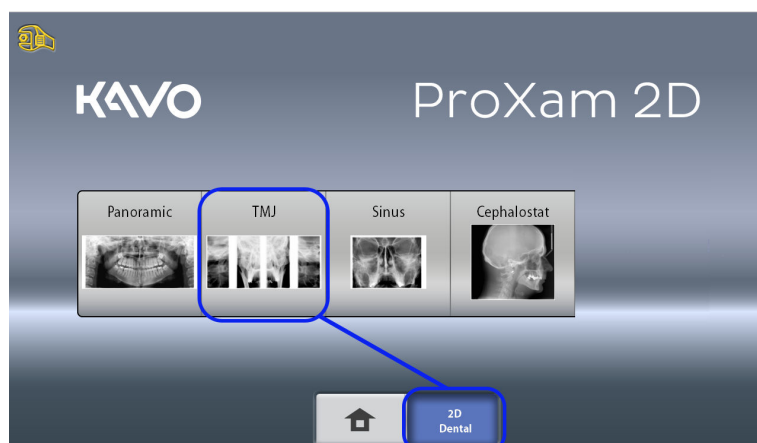 KAVO
ProXam 2D
Panoramic
TMJ
Sinus
Cephalostat
2D
Dental